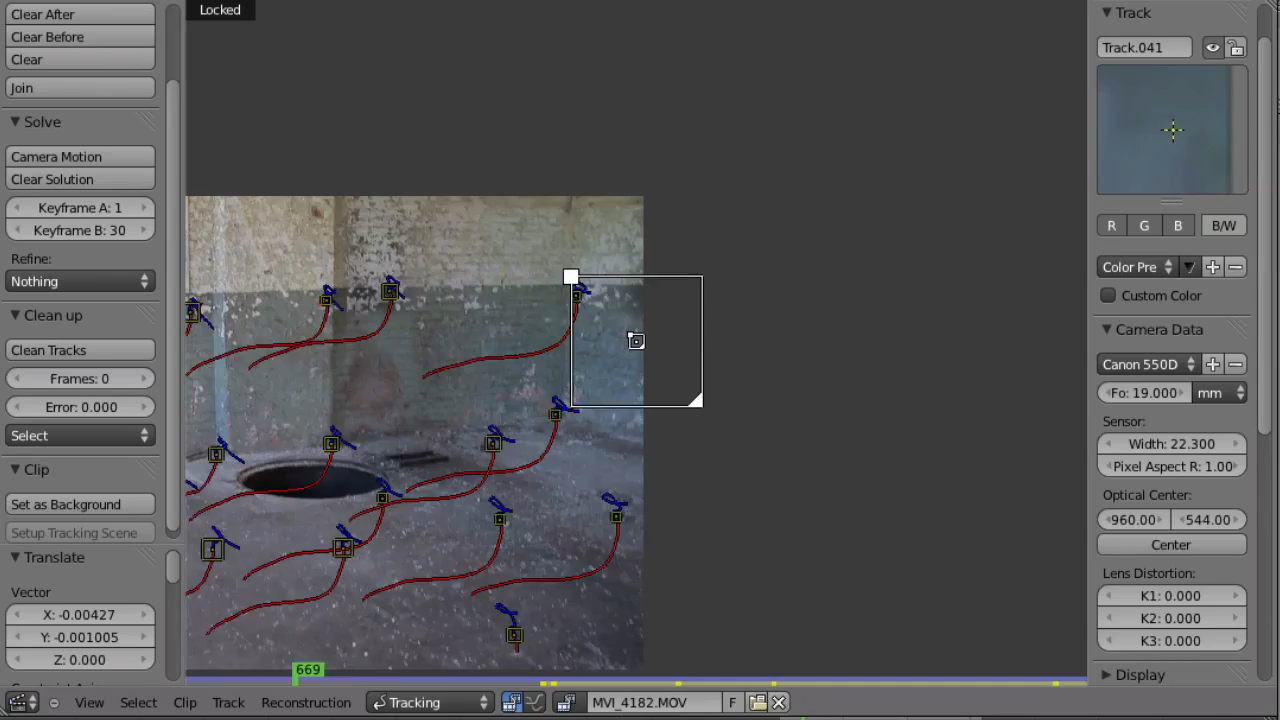 Clear After
Clear Before
Clear
Join
Solve
Camera Motion
Clear Solution
Keyframe A: 1
Keyframe B: 30
Refine:
Nothing
Clean up
Clean Tracks
Frames: 0
Error: 0.000
Select
Clip
Set as Background
Setup Tracking Scene
Translate
Vector
X: -0.00427
Y: -0.001005
Z: 0.000
Locked
669
View Select Clip Track Reconstruction Tracking MVI_4182.MOV F
Track
Track.041
R G B B/W
Color Pre
Custom Color
Camera Data
Canon 550D
Fo: 19.000 mm
Sensor:
Width: 22.300
Pixel Aspect R: 1.00
Optical Center:
960.00 544.00
Center
Lens Distortion:
K1: 0.000
K2: 0.000
K3: 0.000
Display